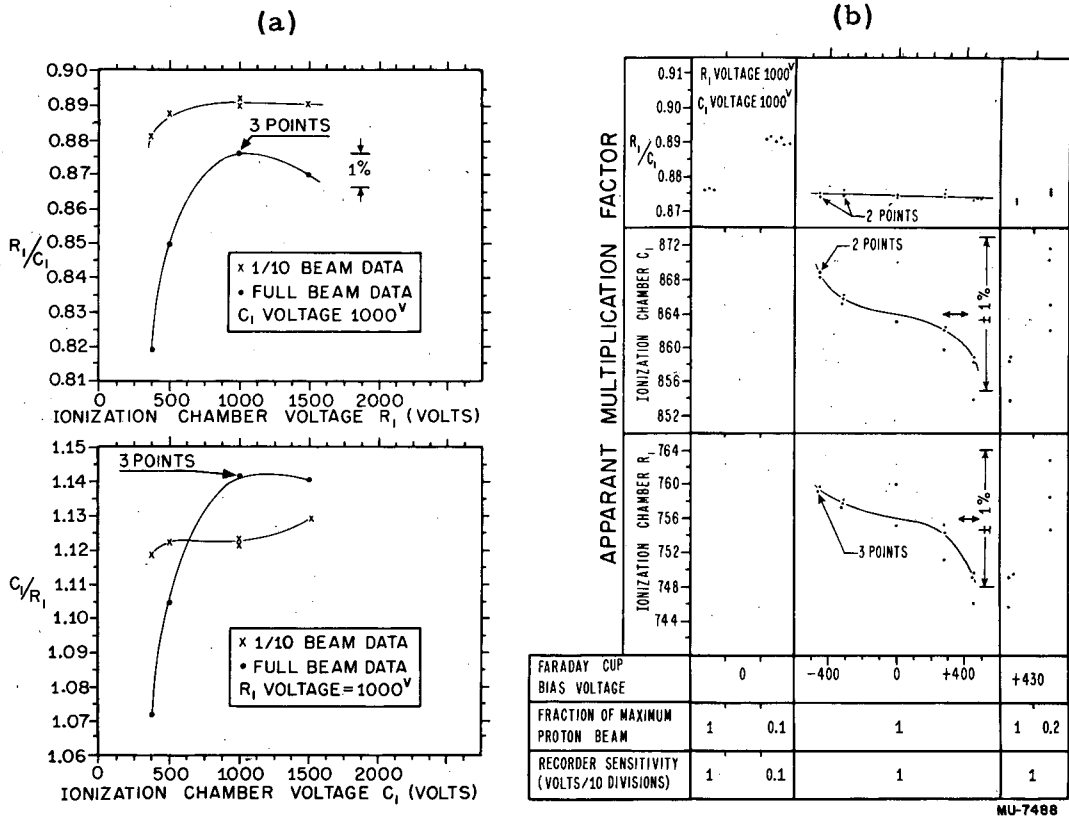 (a)
0.90
0.89
0.88
0.87
0.86
0.85
0.84
0.83
0.82
0.81
R1/C1
3 POINTS
1%
x 1/10 BEAM DATA
• FULL BEAM DATA
C1 VOLTAGE 1000V
0 500 1000 1500 2000
IONIZATION CHAMBER VOLTAGE R1 (VOLTS)
1.15
1.14
1.13
1.12
1.11
1.10
1.09
1.08
1.07
1.06
C1/R1
3 POINTS
x 1/10 BEAM DATA
• FULL BEAM DATA
R1 VOLTAGE=1000V
0 500 1000 1500 2000
IONIZATION CHAMBER VOLTAGE C1 (VOLTS)
(b)
APPARANT MULTIPLICATION FACTOR
R1/C1
0.91
0.90
0.89
0.88
0.87
R1 VOLTAGE 1000V
C1 VOLTAGE 1000V
2 POINTS
IONIZATION CHAMBER C1
872
868
864
860
856
852
2 POINTS
±1%
IONIZATION CHAMBER R1
764
760
756
752
748
744
3 POINTS
±1%
FARADAY CUP
BIAS VOLTAGE
0 -400 0 +400 +430
FRACTION OF MAXIMUM
PROTON BEAM
1 0.1 1 1 0.2
RECORDER SENSITIVITY
(VOLTS/10 DIVISIONS)
1 0.1 1 1
MU-7488